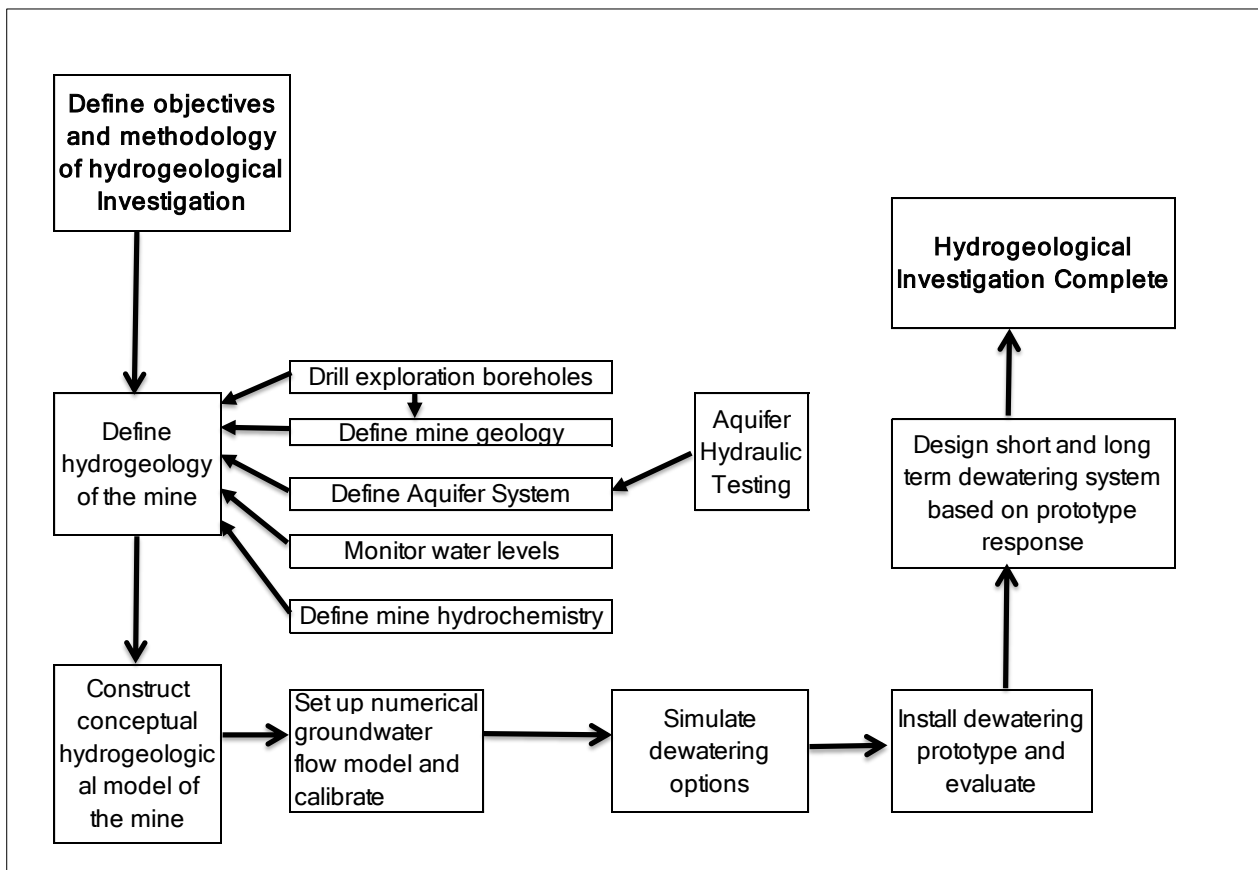 Define objectives
and methodology
of hydrogeological
Investigation
Hydrogeological
Investigation Complete
Drill exploration boreholes
Define mine geology
Define Aquifer System
Monitor water levels
Define mine hydrochemistry
Aquifer
Hydraulic
Testing
Define
hydrogeology
of the mine
Design short and long
term dewatering system
based on prototype
response
Construct
conceptual
hydrogeologic
al model of
the mine
Set up numerical
groundwater
flow model and
calibrate
Simulate
dewatering
options
Install dewatering
prototype and
evaluate